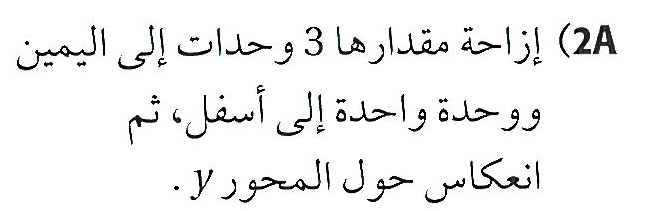 2A) إزاحة مقدارها 3 وحدات إلى اليمين
ووحدة واحدة إلى أسفل، ثم
انعكاس حول المحور y .